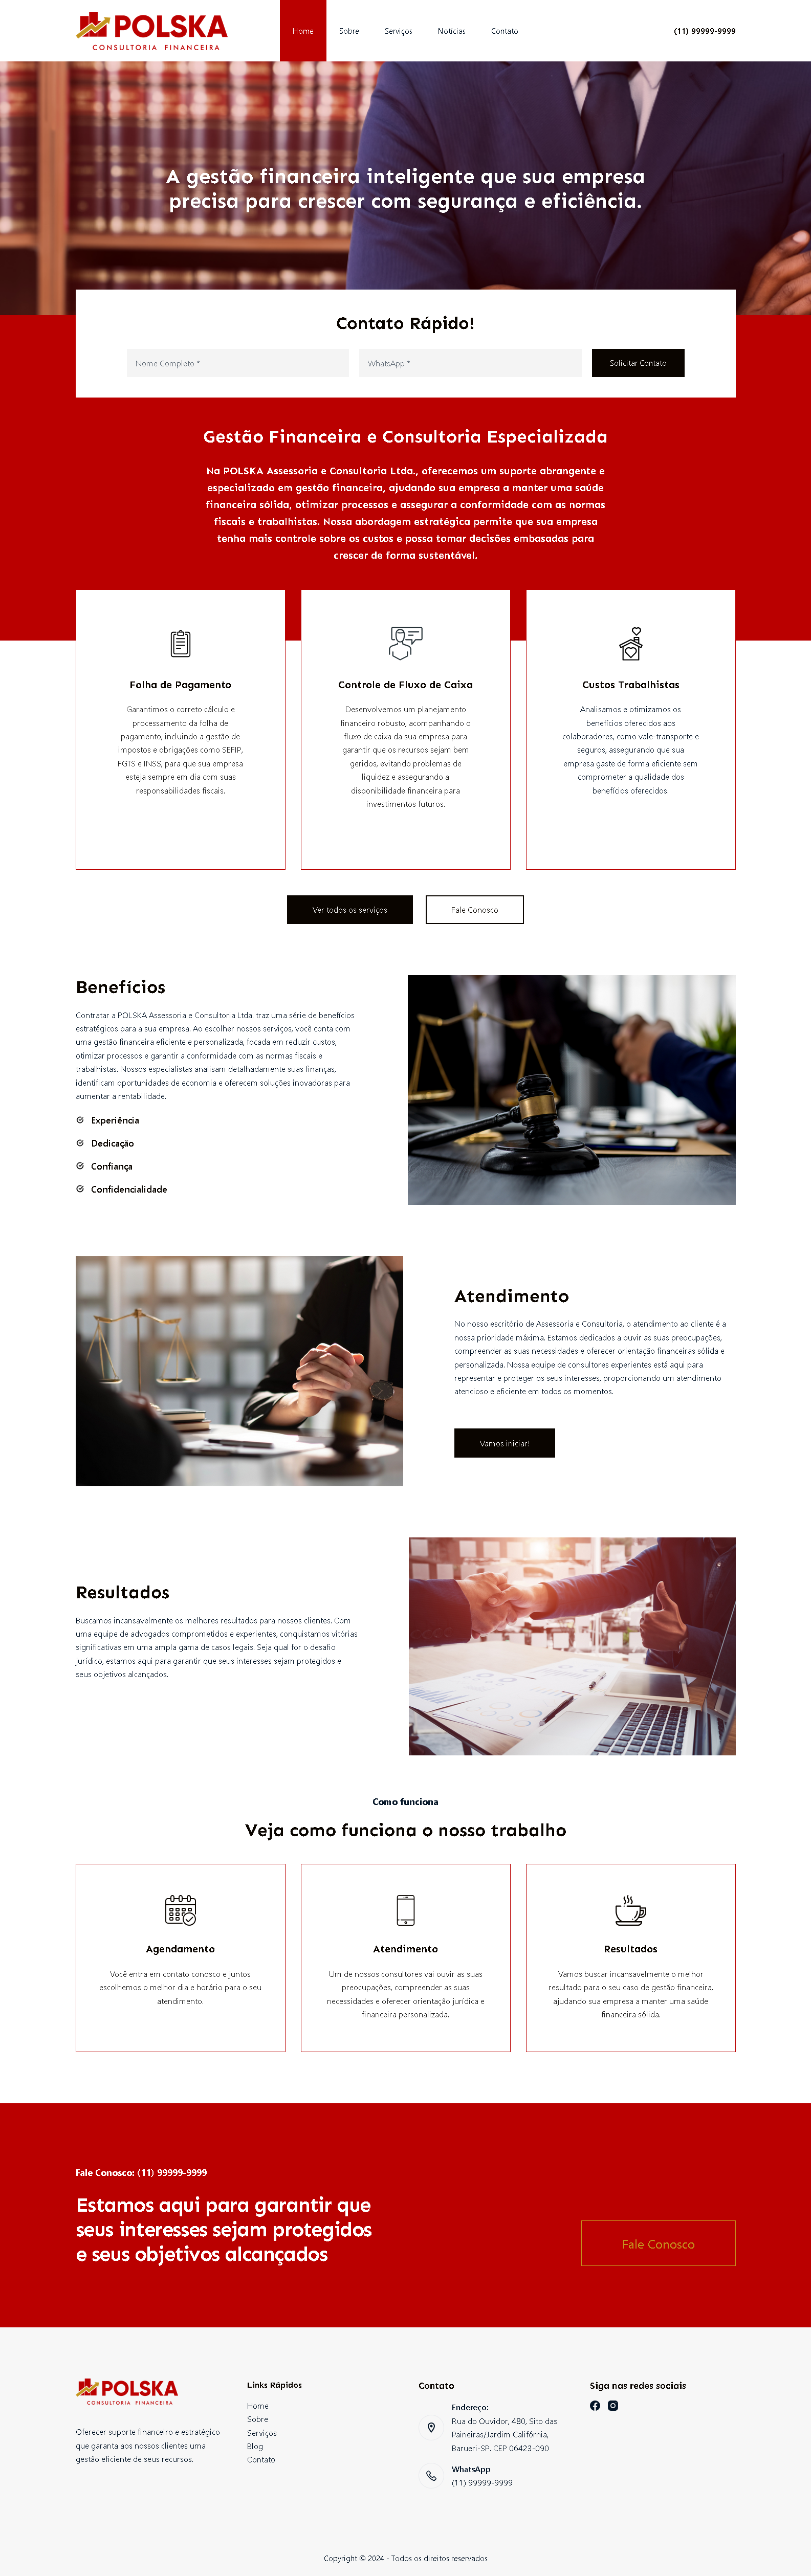 POLSKA
CONSULTORIA FINANCEIRA
Home
Sobre
Serviços
Notícias
Contato
(11) 99999-9999
A gestão financeira inteligente que sua empresa
precisa para crescer com segurança e eficiência.
Contato Rápido!
Nome Completo *
WhatsApp *
Solicitar Contato
Gestão Financeira e Consultoria Especializada
Na POLSKA Assessoria e Consultoria Ltda., oferecemos um suporte abrangente e
especializado em gestão financeira, ajudando sua empresa a manter uma saúde
financeira sólida, otimizar processos e assegurar a conformidade com as normas
fiscais e trabalhistas. Nossa abordagem estratégica permite que sua empresa
tenha mais controle sobre os custos e possa tomar decisões embasadas para
crescer de forma sustentável.
Folha de Pagamento
Garantimos o correto cálculo e
processamento da folha de
pagamento, incluindo a gestão de
impostos e obrigações como SEFIP,
FGTS e INSS, para que sua empresa
esteja sempre em dia com suas
responsabilidades fiscais.
Controle de Fluxo de Caixa
Desenvolvemos um planejamento
financeiro robusto, acompanhando o
fluxo de caixa da sua empresa para
garantir que os recursos sejam bem
geridos, evitando problemas de
liquidez e assegurando a
disponibilidade financeira para
investimentos futuros.
Custos Trabalhistas
Analisamos e otimizamos os
benefícios oferecidos aos
colaboradores, como vale-transporte e
seguros, assegurando que sua
empresa gaste de forma eficiente sem
comprometer a qualidade dos
benefícios oferecidos.
Ver todos os serviços
Fale Conosco
Benefícios
Contratar a POLSKA Assessoria e Consultoria Ltda. traz uma série de benefícios
estratégicos para a sua empresa. Ao escolher nossos serviços, você conta com
uma gestão financeira eficiente e personalizada, focada em reduzir custos,
otimizar processos e garantir a conformidade com as normas fiscais e
trabalhistas. Nossos especialistas analisam detalhadamente suas finanças,
identificam oportunidades de economia e oferecem soluções inovadoras para
aumentar a rentabilidade.
Experiência
Dedicação
Confiança
Confidencialidade
Atendimento
No nosso escritório de Assessoria e Consultoria, o atendimento ao cliente é a
nossa prioridade máxima. Estamos dedicados a ouvir as suas preocupações,
compreender as suas necessidades e oferecer orientação financeiras sólida e
personalizada. Nossa equipe de consultores experientes está aqui para
representar e proteger os seus interesses, proporcionando um atendimento
atencioso e eficiente em todos os momentos.
Vamos iniciar!
Resultados
Buscamos incansavelmente os melhores resultados para nossos clientes. Com
uma equipe de advogados comprometidos e experientes, conquistamos vitórias
significativas em uma ampla gama de casos legais. Seja qual for o desafio
jurídico, estamos aqui para garantir que seus interesses sejam protegidos e
seus objetivos alcançados.
Como funciona
Veja como funciona o nosso trabalho
Agendamento
Você entra em contato conosco e juntos
escolhemos o melhor dia e horário para o seu
atendimento.
Atendimento
Um de nossos consultores vai ouvir as suas
preocupações, compreender as suas
necessidades e oferecer orientação jurídica e
financeira personalizada.
Resultados
Vamos buscar incansavelmente o melhor
resultado para o seu caso de gestão financeira,
ajudando sua empresa a manter uma saúde
financeira sólida.
Fale Conosco: (11) 99999-9999
Estamos aqui para garantir que
seus interesses sejam protegidos
e seus objetivos alcançados
Fale Conosco
POLSKA
CONSULTORIA FINANCEIRA
Oferecer suporte financeiro e estratégico
que garanta aos nossos clientes uma
gestão eficiente de seus recursos.
Links Rápidos
Home
Sobre
Serviços
Blog
Contato
Contato
Endereço:
Rua do Ouvidor, 480, Sito das
Paineiras/Jardim Califórnia,
Barueri-SP. CEP 06423-090
WhatsApp
(11) 99999-9999
Siga nas redes sociais
Copyright © 2024 - Todos os direitos reservados